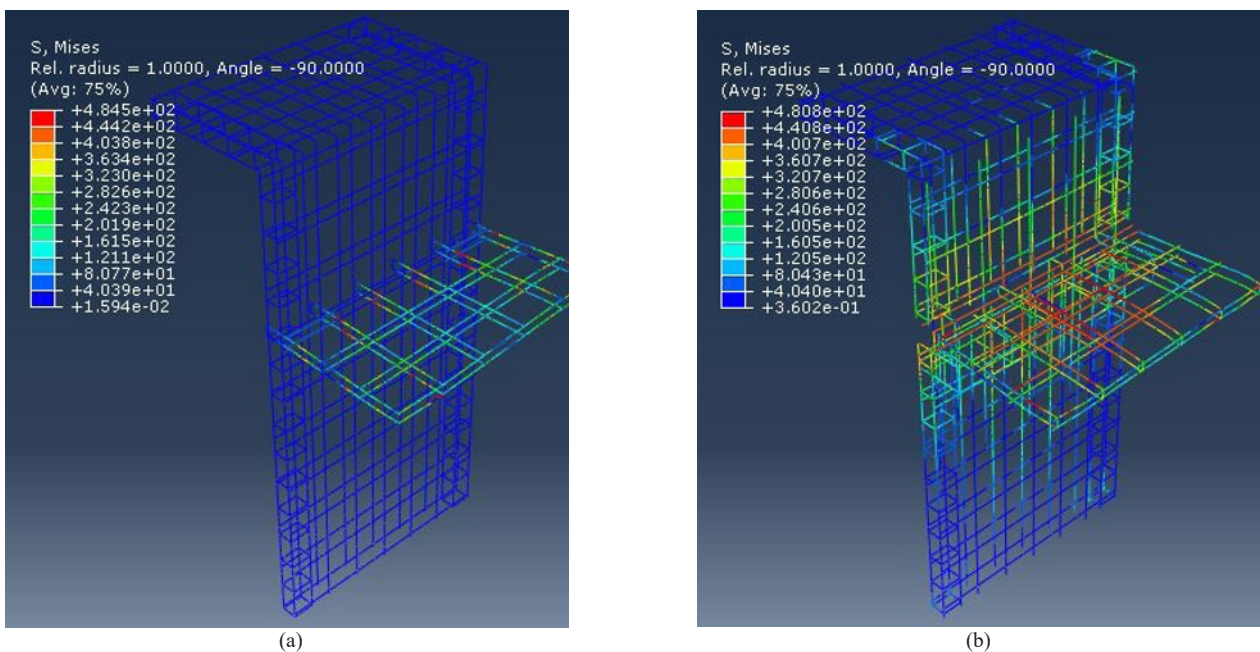 S, Mises
Rel. radius = 1.0000, Angle = -90.0000
(Avg: 75%)
+4.845e+02
+4.442e+02
+4.038e+02
+3.634e+02
+3.230e+02
+2.826e+02
+2.423e+02
+2.019e+02
+1.615e+02
+1.211e+02
+8.077e+01
+4.039e+01
+1.594e-02
(a)
S, Mises
Rel. radius = 1.0000, Angle = -90.0000
(Avg: 75%)
+4.808e+02
+4.408e+02
+4.007e+02
+3.607e+02
+3.207e+02
+2.806e+02
+2.406e+02
+2.005e+02
+1.605e+02
+1.205e+02
+8.043e+01
+4.040e+01
+3.602e-01
(b)